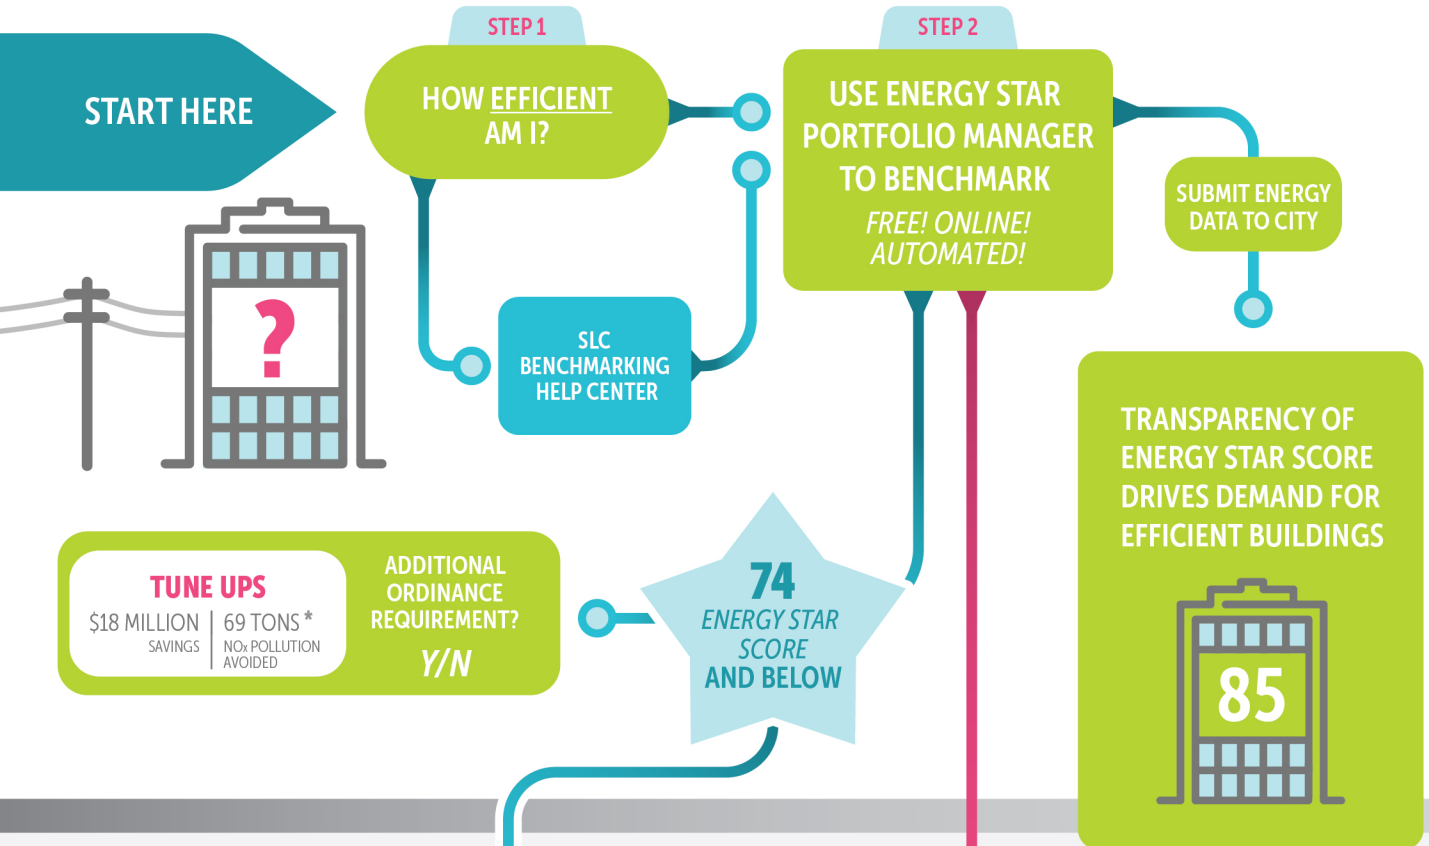 START HERE
STEP 1
HOW EFFICIENT
AM I?
STEP 2
USE ENERGY STAR
PORTFOLIO MANAGER
TO BENCHMARK
FREE! ONLINE!
AUTOMATED!
SUBMIT ENERGY
DATA TO CITY
?
SLC
BENCHMARKING
HELP CENTER
TRANSPARENCY OF
ENERGY STAR SCORE
DRIVES DEMAND FOR
EFFICIENT BUILDINGS
85
TUNE UPS
$18 MILLION
SAVINGS
69 TONS *
NOx POLLUTION
AVOIDED
ADDITIONAL
ORDINANCE
REQUIREMENT?
Y/N
74
ENERGY STAR
SCORE
AND BELOW